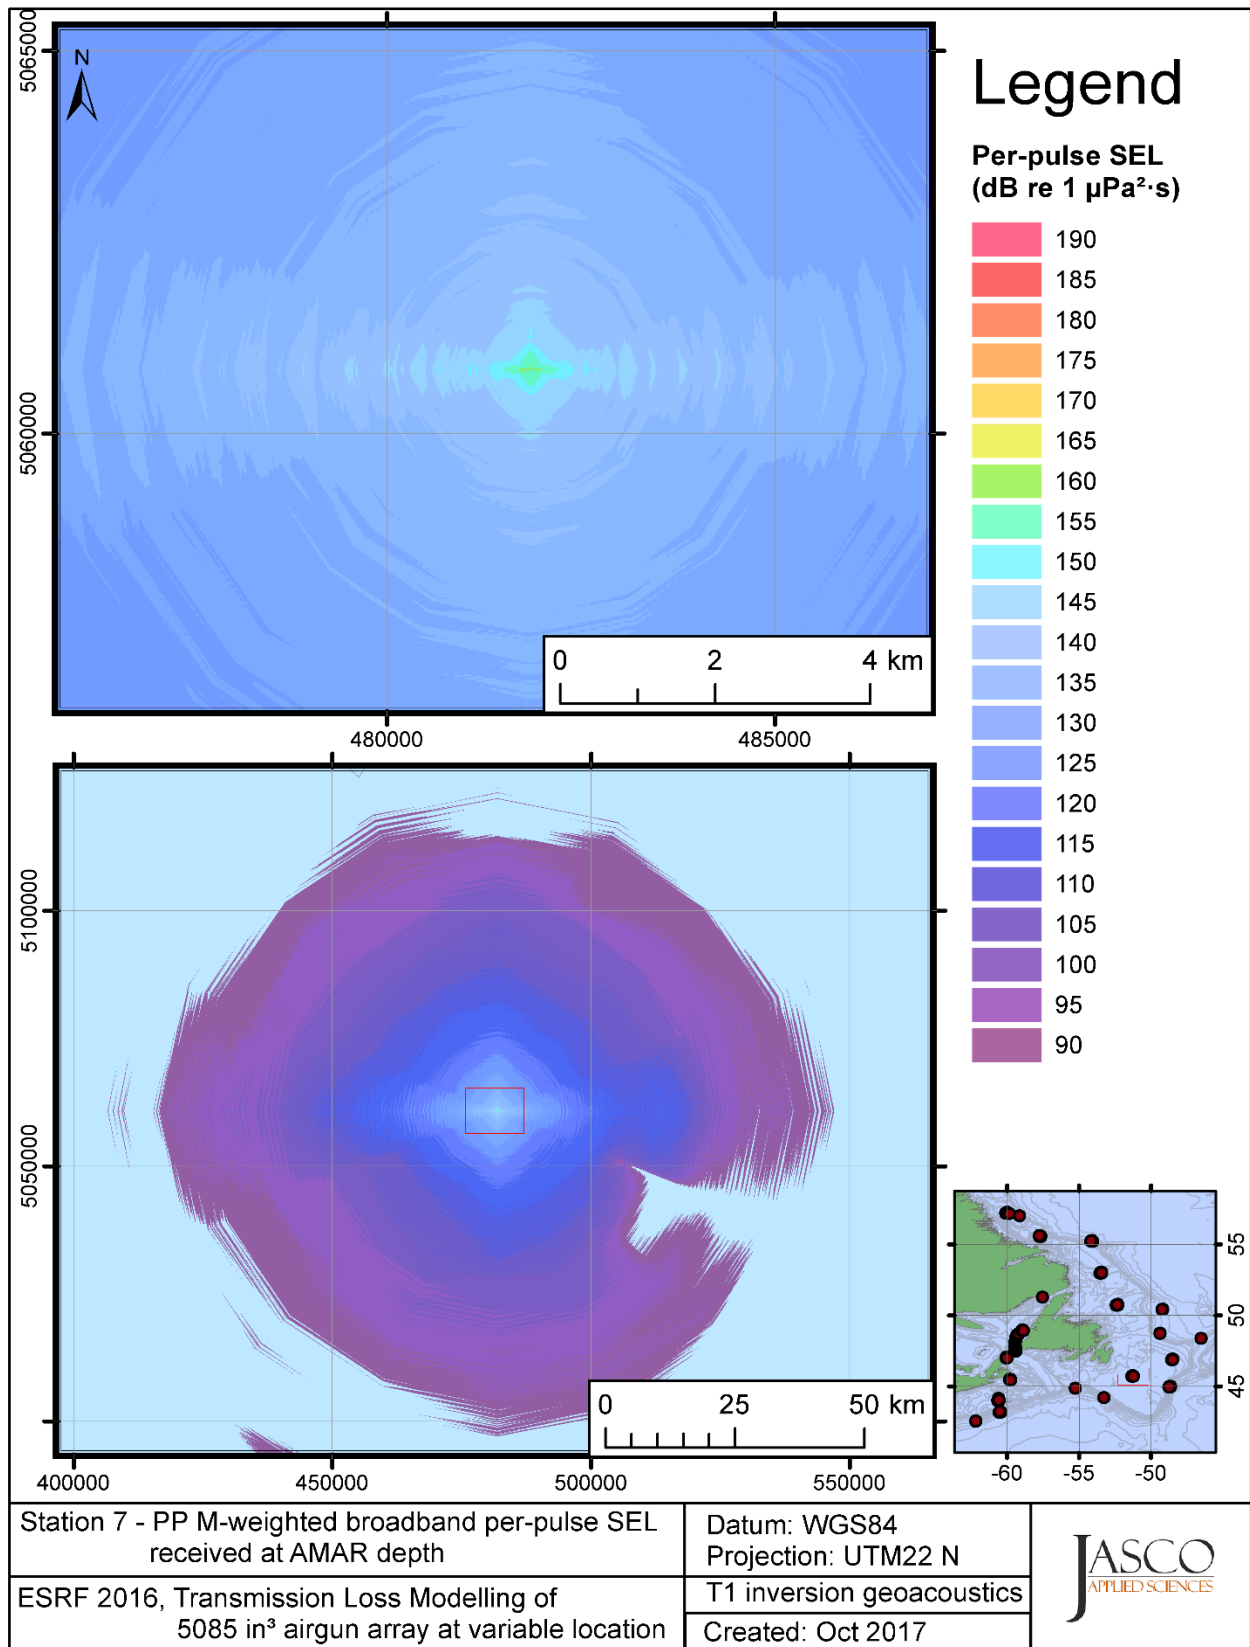 N
5065000
5060000
0 2 4 km
480000 485000
Legend
Per-pulse SEL
(dB re 1 µPa²·s)
190
185
180
175
170
165
160
155
150
145
140
135
130
125
120
115
110
105
100
95
90
5100000
5050000
0 25 50 km
400000 450000 500000 550000
55
50
45
-60 -55 -50
Station 7 - PP M-weighted broadband per-pulse SEL
received at AMAR depth
ESRF 2016, Transmission Loss Modelling of
5085 in³ airgun array at variable location
Datum: WGS84
Projection: UTM22 N
T1 inversion geoacoustics
Created: Oct 2017
JASCO
APPLIED SCIENCES